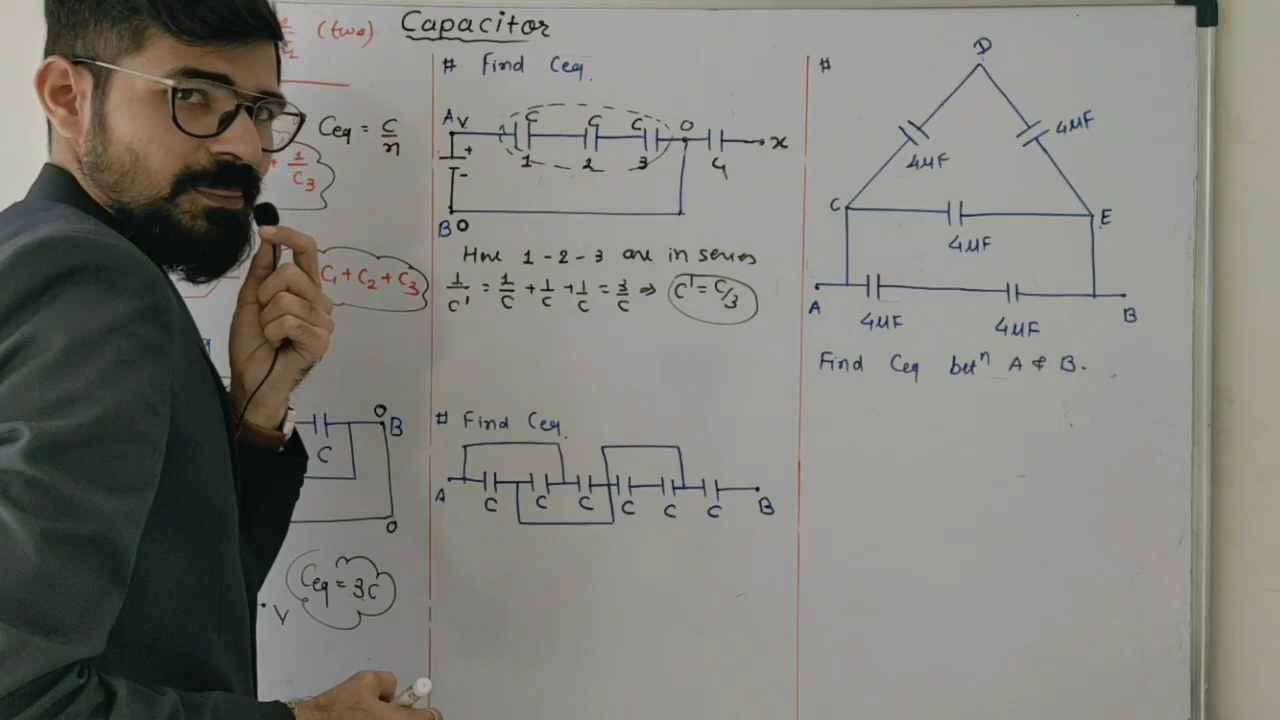 (two)
Capacitor
Ceq = C/n
+ 1/C3
C1 + C2 + C3
C
B
O
O
Ceq = 3C
V
# Find Ceq.
A V C C C O x
+ 1 2 3 4
-
B O
Here 1 - 2 - 3 are in series
1/C' = 1/C + 1/C + 1/C = 3/C ⇒ C' = C/3
# Find Ceq.
A C C C C C C B
#
D
4μF 4μF
C E
4μF
A B
4μF 4μF
Find Ceq betⁿ A & B.